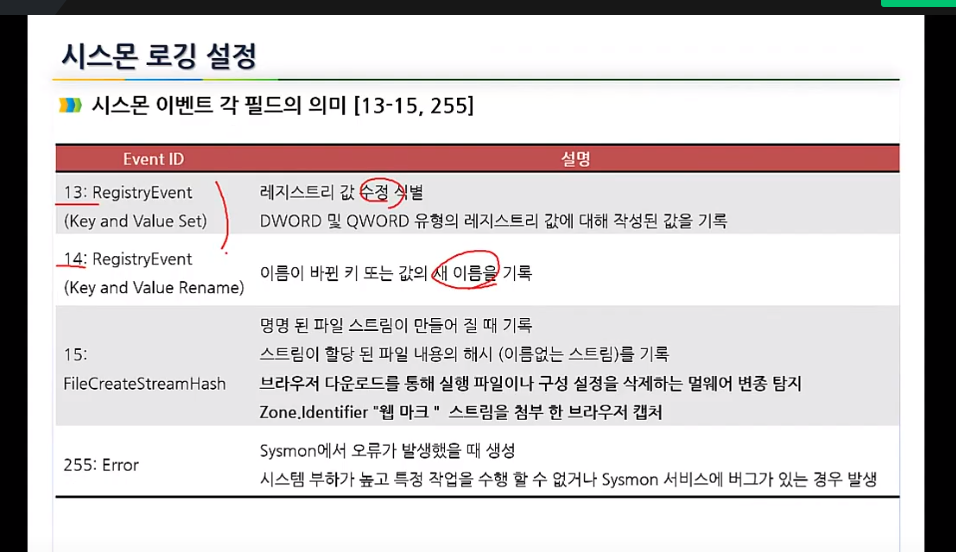 시스몬 로깅 설정
시스몬 이벤트 각 필드의 의미 [13-15, 255]
Event ID
설명
13: RegistryEvent
(Key and Value Set)
레지스트리 값 수정 식별
DWORD 및 QWORD 유형의 레지스트리 값에 대해 작성된 값을 기록
14: RegistryEvent
(Key and Value Rename)
이름이 바뀐 키 또는 값의 새 이름을 기록
15:
FileCreateStreamHash
명명 된 파일 스트림이 만들어 질 때 기록
스트림이 할당 된 파일 내용의 해시 (이름없는 스트림)를 기록
브라우저 다운로드를 통해 실행 파일이나 구성 설정을 삭제하는 멀웨어 변종 탐지
Zone.Identifier "웹 마크 " 스트림을 첨부 한 브라우저 캡처
255: Error
Sysmon에서 오류가 발생했을 때 생성
시스템 부하가 높고 특정 작업을 수행 할 수 없거나 Sysmon 서비스에 버그가 있는 경우 발생